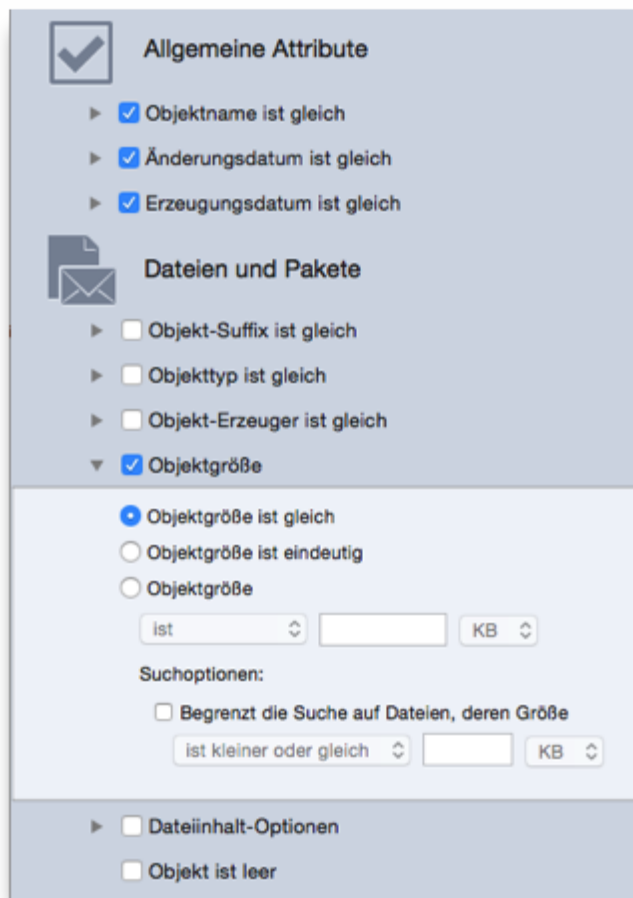 Allgemeine Attribute
Objektname ist gleich
Änderungsdatum ist gleich
Erzeugungsdatum ist gleich
Dateien und Pakete
Objekt-Suffix ist gleich
Objekttyp ist gleich
Objekt-Erzeuger ist gleich
Objektgröße
Objektgröße ist gleich
Objektgröße ist eindeutig
Objektgröße
ist KB
Suchoptionen:
Begrenzt die Suche auf Dateien, deren Größe
ist kleiner oder gleich KB
Dateiinhalt-Optionen
Objekt ist leer